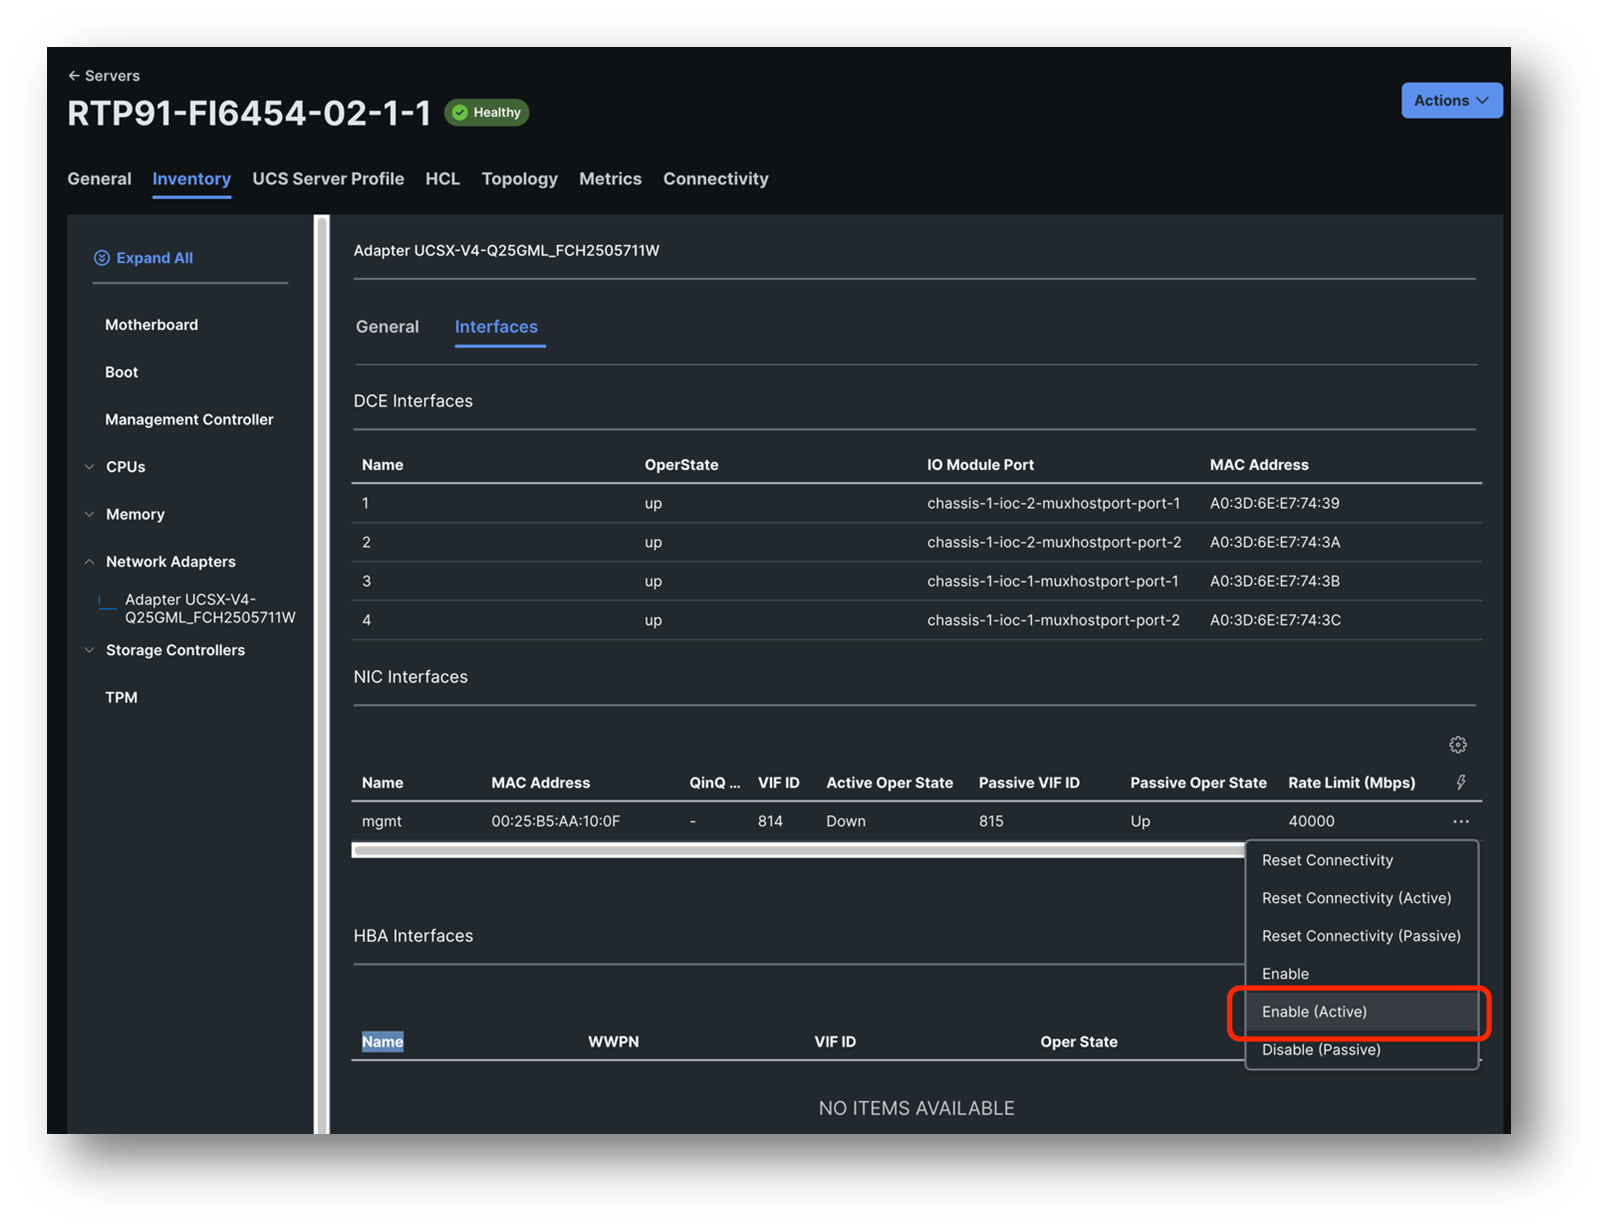 ← Servers
RTP91-FI6454-02-1-1 Healthy
Actions
General Inventory UCS Server Profile HCL Topology Metrics Connectivity
Expand All
Motherboard
Boot
Management Controller
CPUs
Memory
Network Adapters
Adapter UCSX-V4-
Q25GML_FCH2505711W
Storage Controllers
TPM
Adapter UCSX-V4-Q25GML_FCH2505711W
General Interfaces
DCE Interfaces
Name OperState IO Module Port MAC Address
1 up chassis-1-ioc-2-muxhostport-port-1 A0:3D:6E:E7:74:39
2 up chassis-1-ioc-2-muxhostport-port-2 A0:3D:6E:E7:74:3A
3 up chassis-1-ioc-1-muxhostport-port-1 A0:3D:6E:E7:74:3B
4 up chassis-1-ioc-1-muxhostport-port-2 A0:3D:6E:E7:74:3C
NIC Interfaces
Name MAC Address QinQ ... VIF ID Active Oper State Passive VIF ID Passive Oper State Rate Limit (Mbps)
mgmt 00:25:B5:AA:10:0F - 814 Down 815 Up 40000 ...
Reset Connectivity
Reset Connectivity (Active)
Reset Connectivity (Passive)
Enable
Enable (Active)
Disable (Passive)
HBA Interfaces
Name WWPN VIF ID Oper State
NO ITEMS AVAILABLE